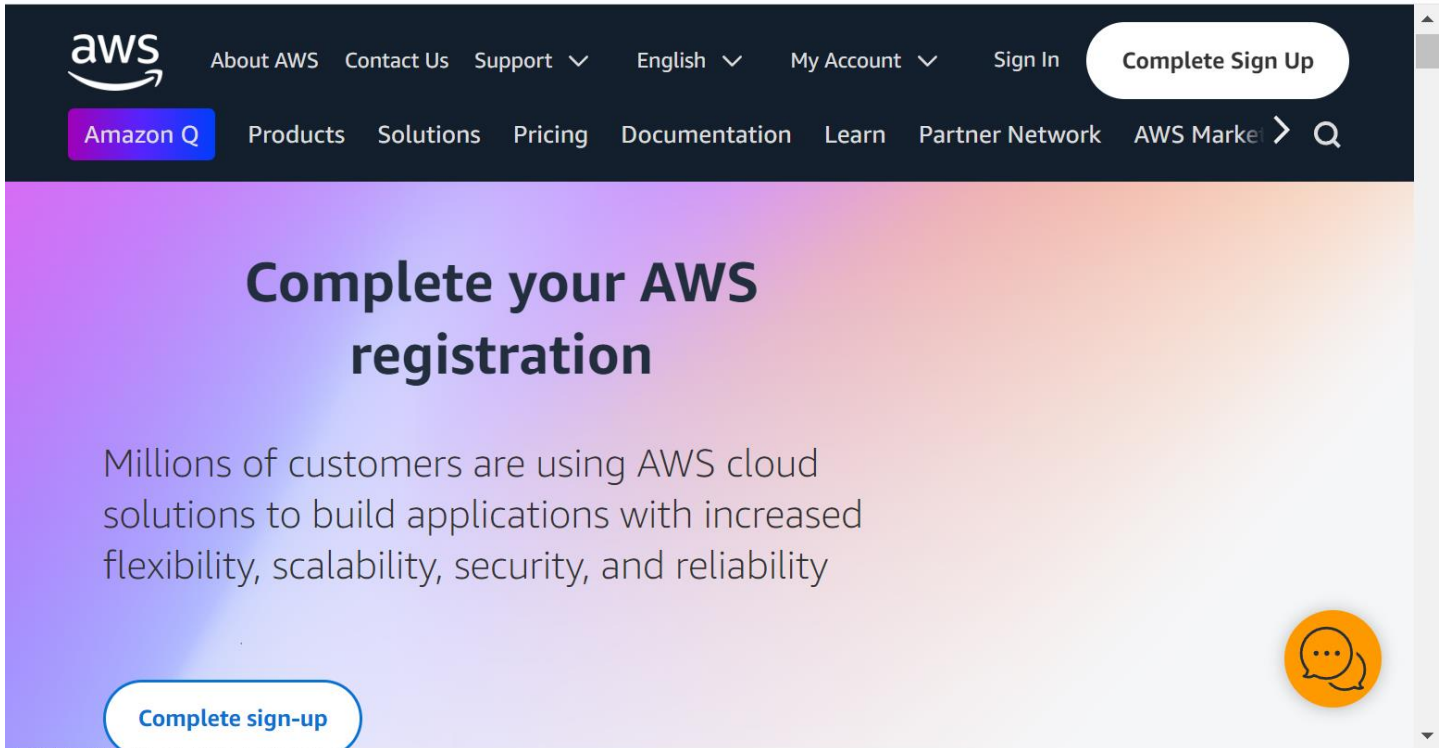 aws
About AWS Contact Us Support English My Account Sign In Complete Sign Up
Amazon Q Products Solutions Pricing Documentation Learn Partner Network AWS Market
Complete your AWS
registration
Millions of customers are using AWS cloud
solutions to build applications with increased
flexibility, scalability, security, and reliability
Complete sign-up